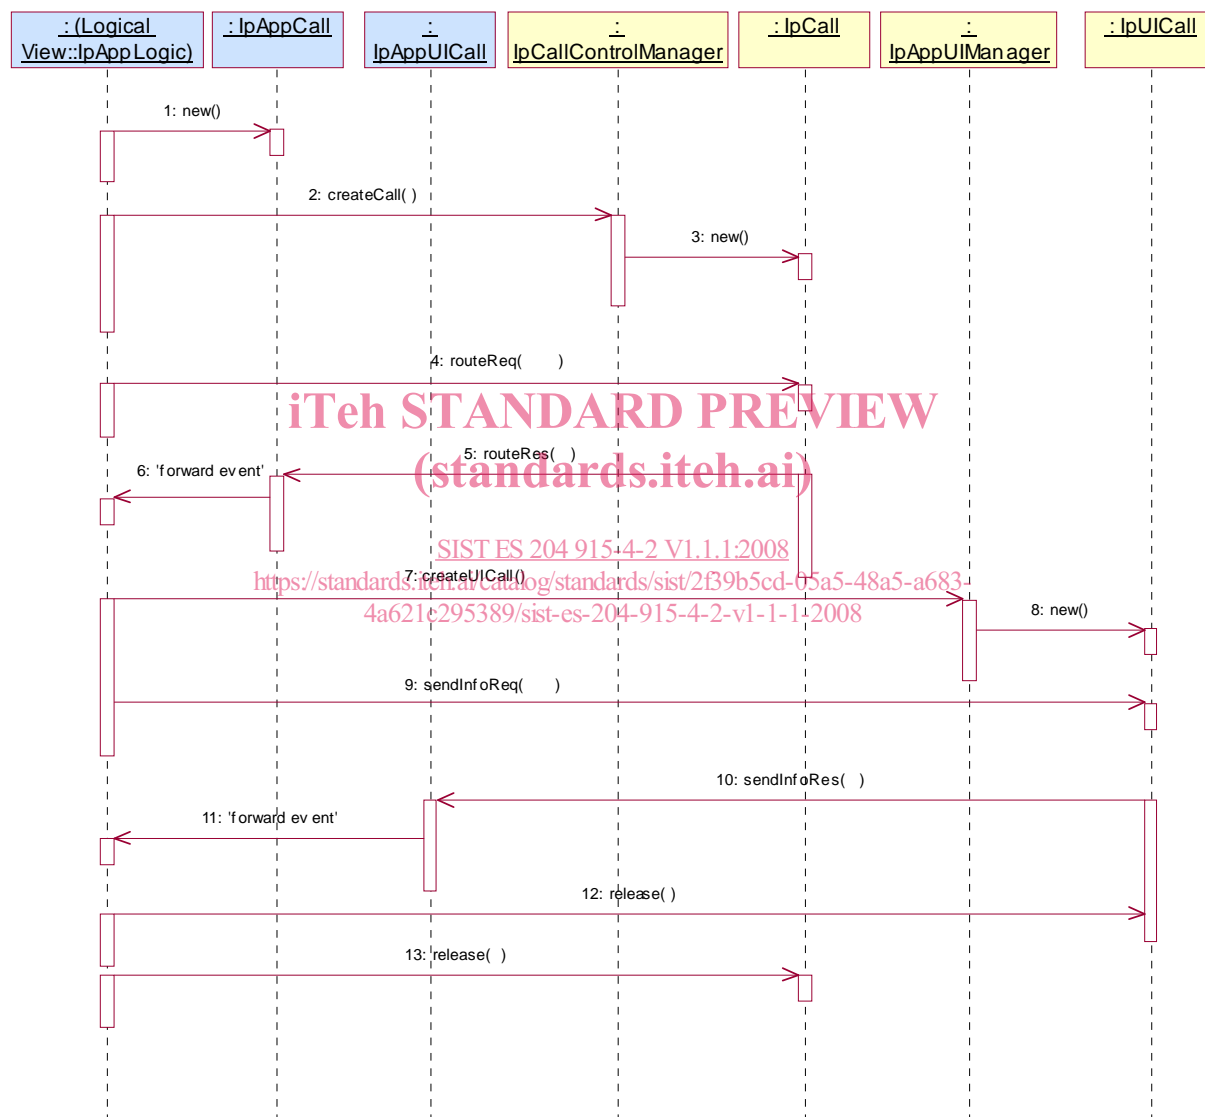 : (Logical
View::IpAppLogic)
: IpAppCall
:
IpAppUICall
:
IpCallControlManager
: IpCall
:
IpAppUIManager
: IpUICall
1: new()
2: createCall( )
3: new()
4: routeReq( )
iTeh STANDARD PREVIEW
5: routeRes( )
6: 'forward event'
(standards.iteh.ai)
SIST ES 204 915-4-2 V1.1.1:2008
7: createUICall()
https://standards.iteh.ai/catalog/standards/sist/2f39b5cd-05a5-48a5-a683-
4a621c295389/sist-es-204-915-4-2-v1-1-1-2008
8: new()
9: sendInfoReq( )
10: sendInfoRes( )
11: 'forward event'
12: release( )
13: release( )